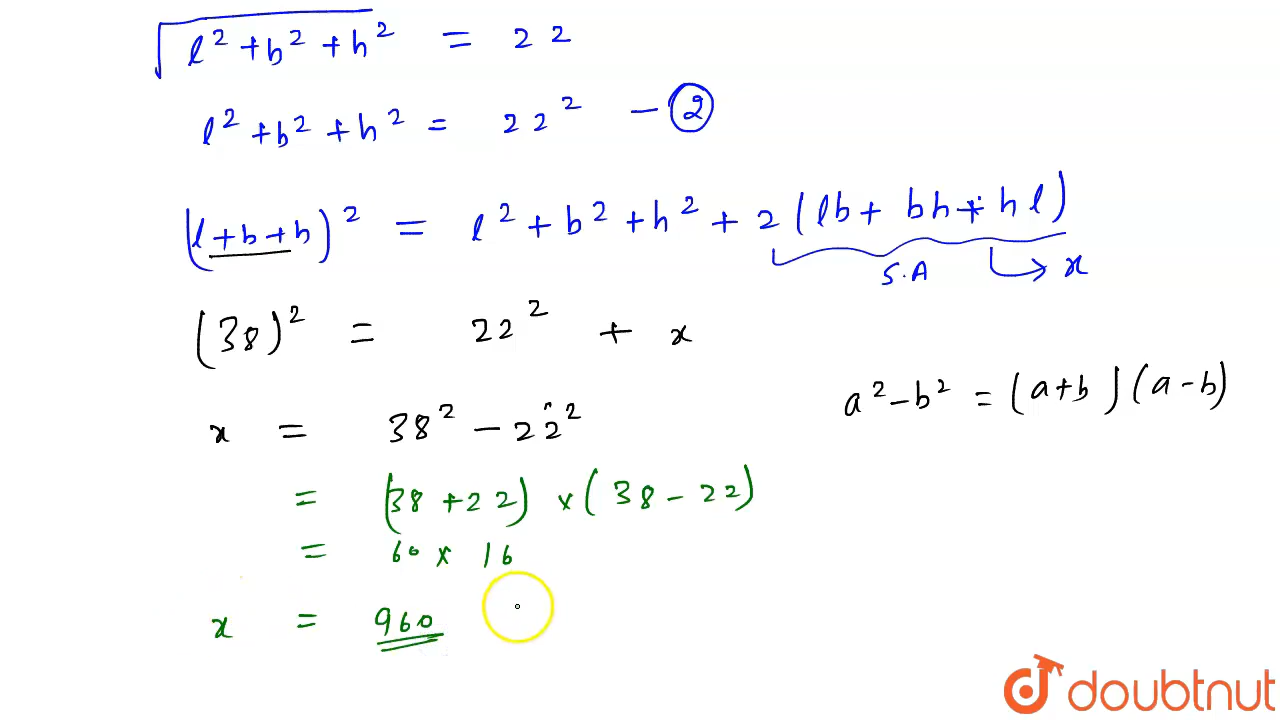 √(l² + b² + h²) = 22
l² + b² + h² = 22² - ②
(l + b + h)² = l² + b² + h² + 2 (lb + bh + hl)
S.A → x
(38)² = 22² + x
a² - b² = (a + b) (a - b)
x = 38² - 22²
= (38 + 22) × (38 - 22)
= 60 × 16
x = 960
doubtnut